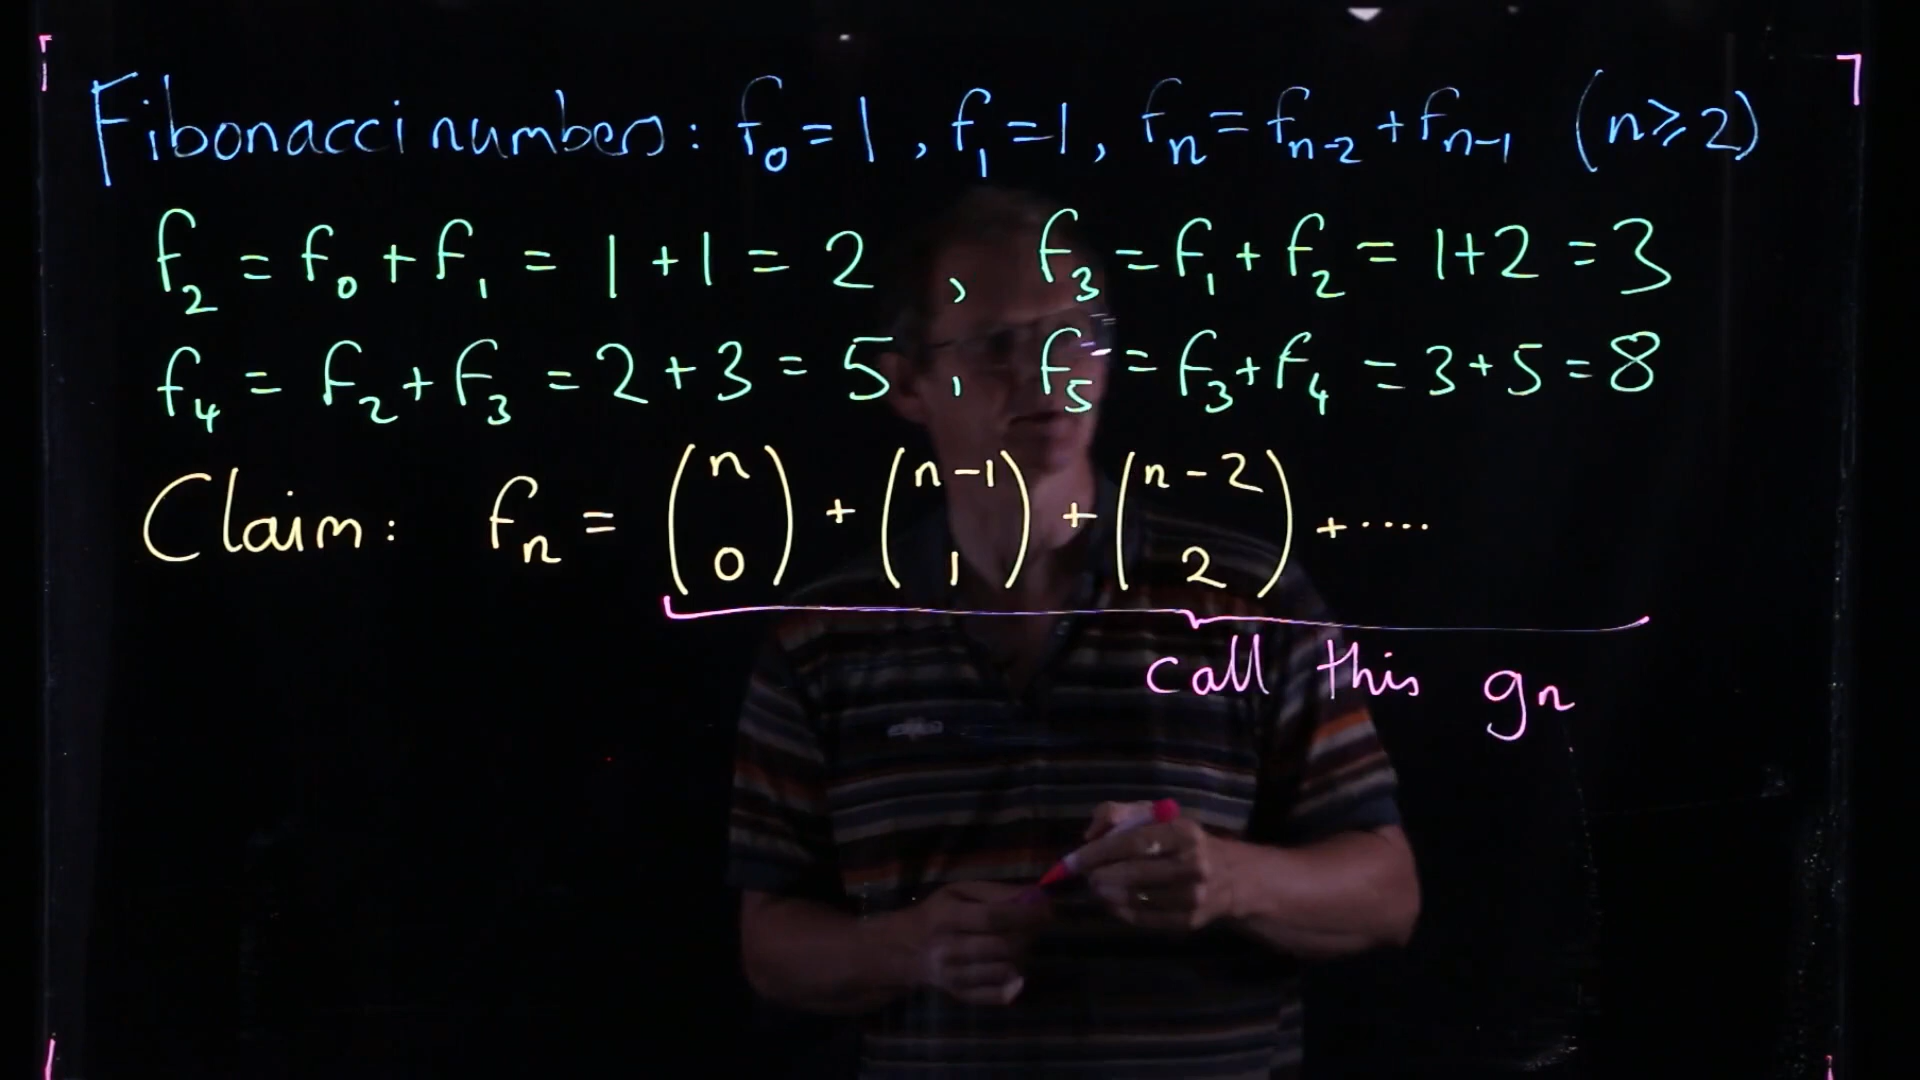 Fibonacci numbers: f₀ = 1, f₁ = 1, fₙ = fₙ₋₂ + fₙ₋₁ (n ⩾ 2)
f₂ = f₀ + f₁ = 1 + 1 = 2, f₃ = f₁ + f₂ = 1 + 2 = 3
f₄ = f₂ + f₃ = 2 + 3 = 5, f₅ = f₃ + f₄ = 3 + 5 = 8
Claim: fₙ = (n 0) + (n-1 1) + (n-2 2) + .....
call this gₙ